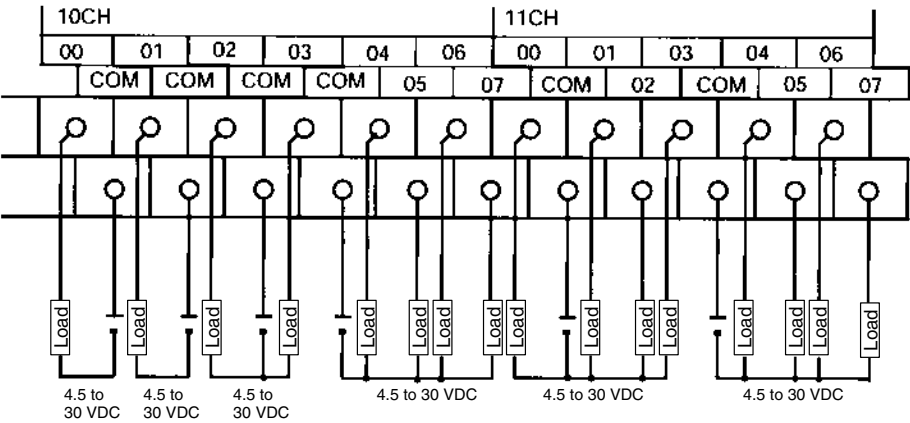 10CH 11CH
00 01 02 03 04 06 00 01 03 04 06
COM COM COM COM 05 07 COM 02 COM 05 07
Load Load Load Load Load Load Load Load Load Load Load Load Load Load Load Load
4.5 to 30 VDC 4.5 to 30 VDC 4.5 to 30 VDC
4.5 to 4.5 to 4.5 to
30 VDC 30 VDC 30 VDC